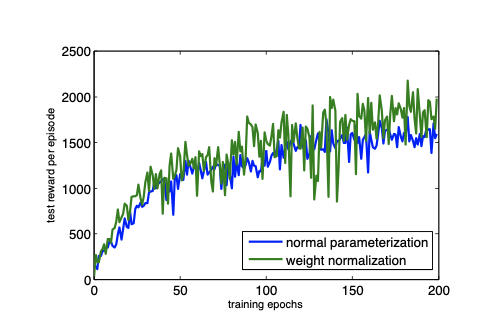 2500
2000
1500
1000
500
0
test reward per episode
normal parameterization
weight normalization
0 50 100 150 200
training epochs